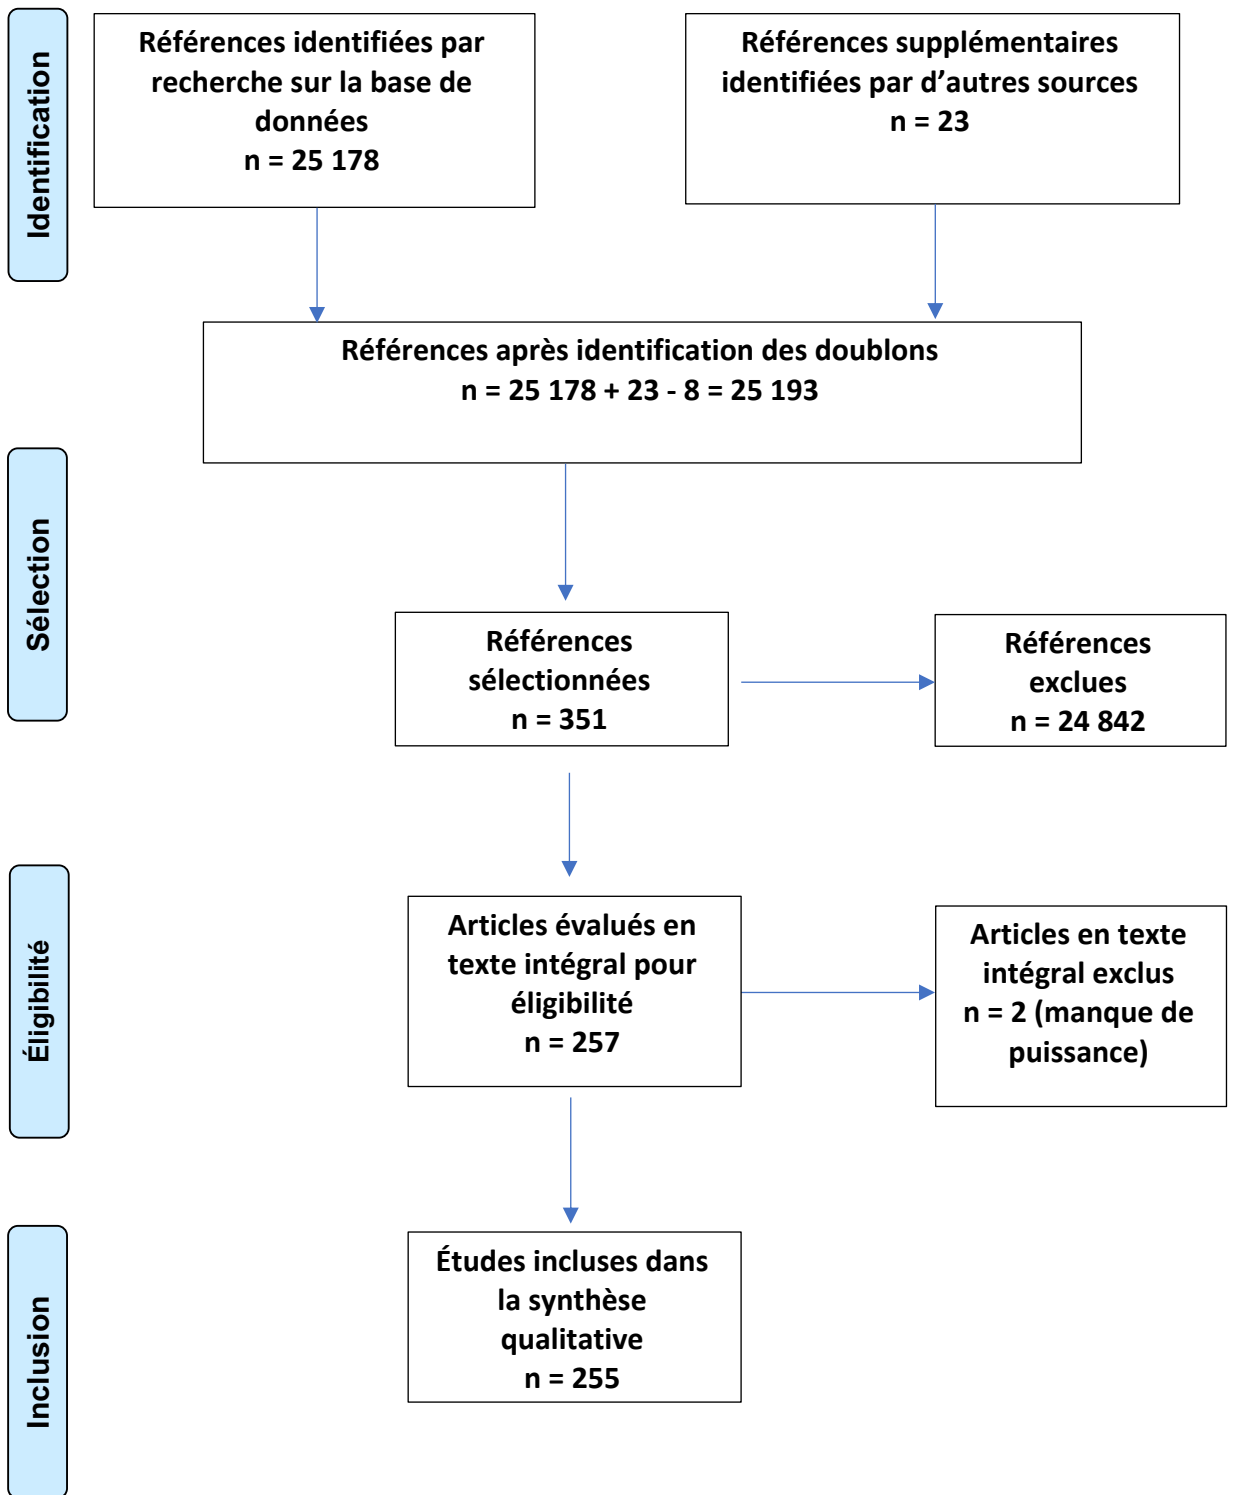 Identification
Références identifiées par
recherche sur la base de
données
n = 25 178
Références supplémentaires
identifiées par d’autres sources
n = 23
Références après identification des doublons
n = 25 178 + 23 - 8 = 25 193
Sélection
Références
sélectionnées
n = 351
Références
exclues
n = 24 842
Éligibilité
Articles évalués en
texte intégral pour
éligibilité
n = 257
Articles en texte
intégral exclus
n = 2 (manque de
puissance)
Inclusion
Études incluses dans
la synthèse
qualitative
n = 255